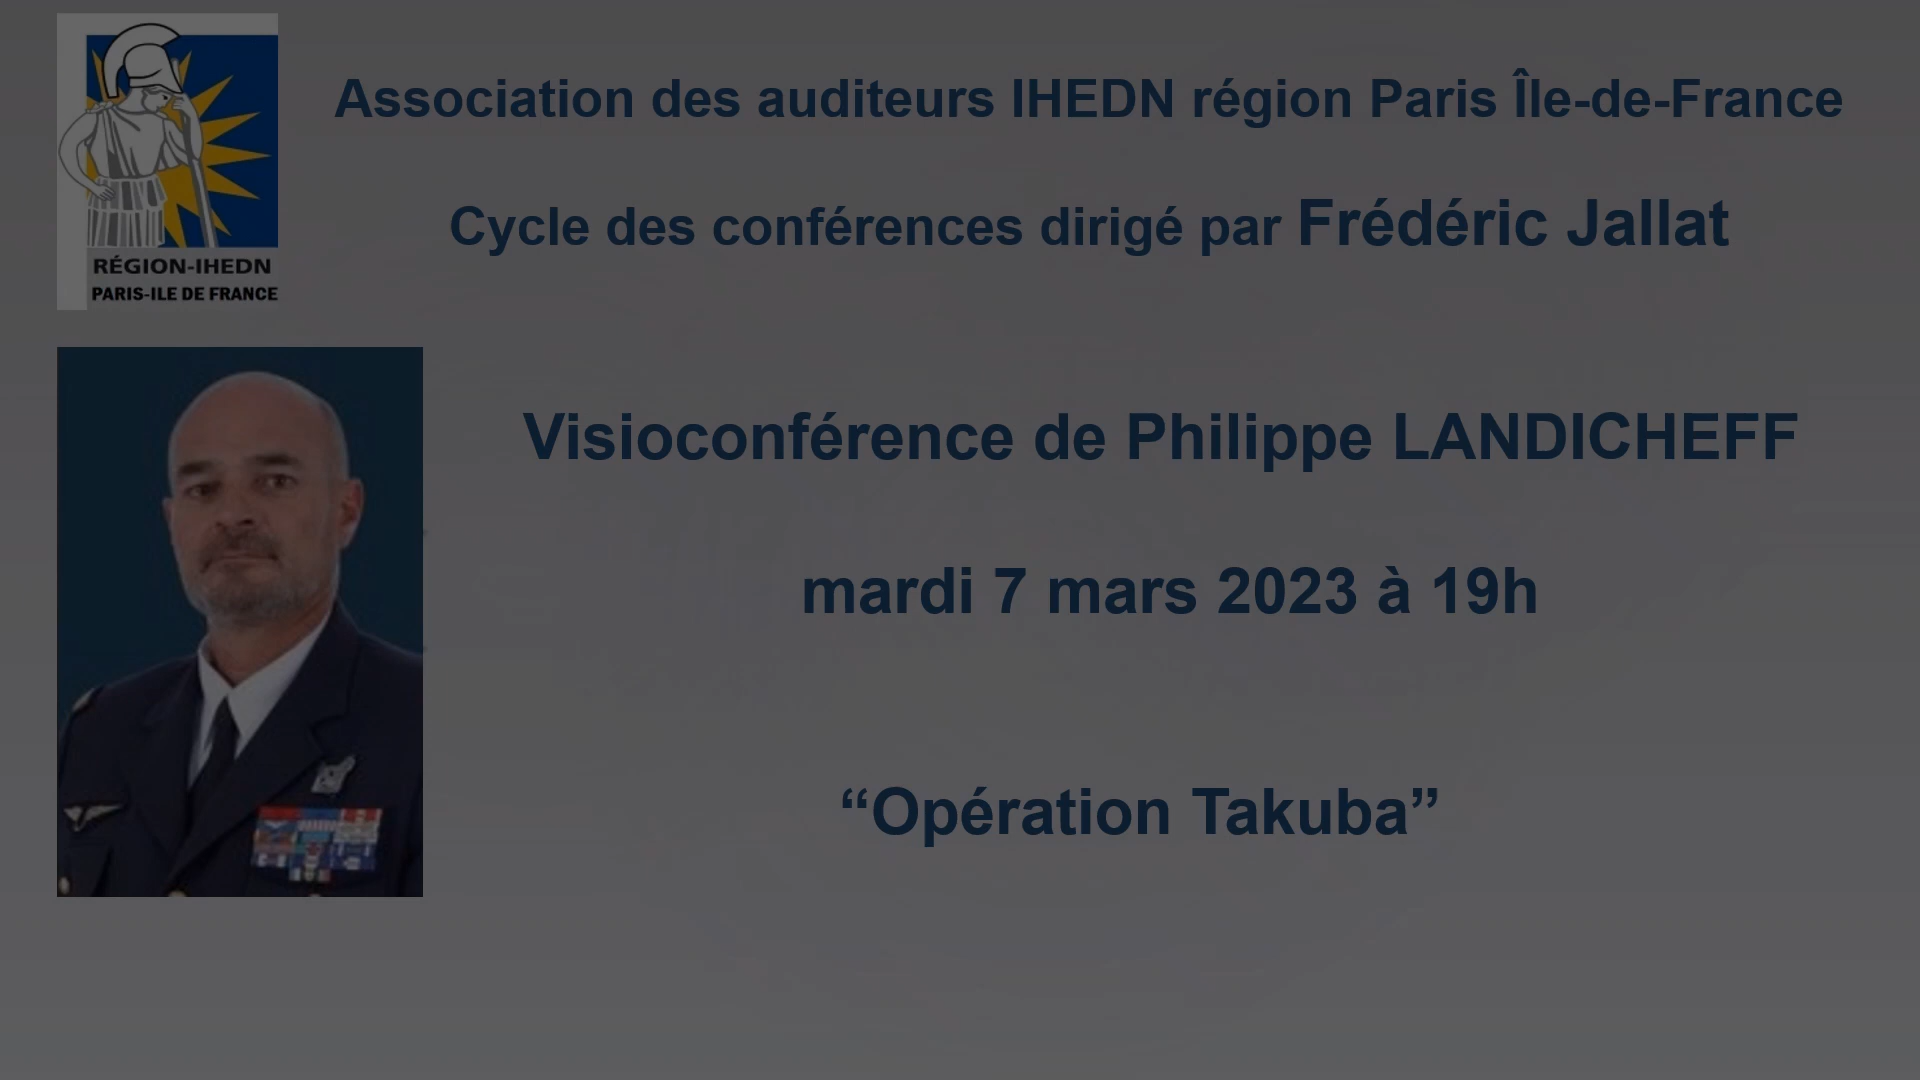 Association des auditeurs IHEDN région Paris Île-de-France
Cycle des conférences dirigé par Frédéric Jallat
RÉGION-IHEDN
PARIS-ILE DE FRANCE
Visioconférence de Philippe LANDICHEFF
mardi 7 mars 2023 à 19h
“Opération Takuba”